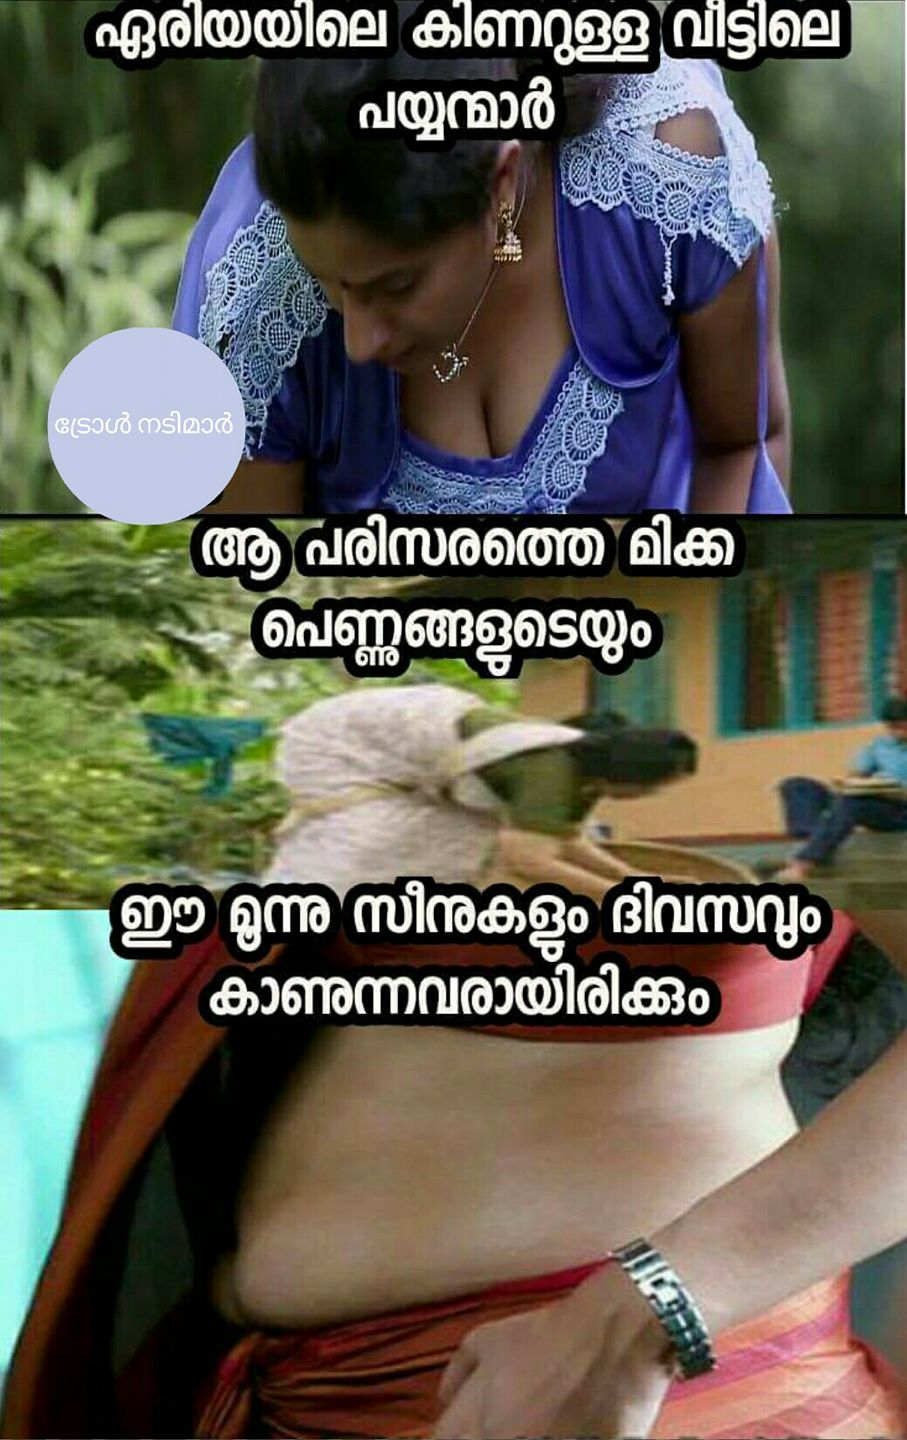 ഏരിയയിലെ കിണറുള്ള വീട്ടിലെ
പയ്യന്മാർ
ട്രോൾ നടിമാർ
ആ പരിസരത്തെ മിക്ക
പെണ്ണുങ്ങളുടെയും
ഈ മൂന്നു സീനുകളും ദിവസവും
കാണുന്നവരായിരിക്കും